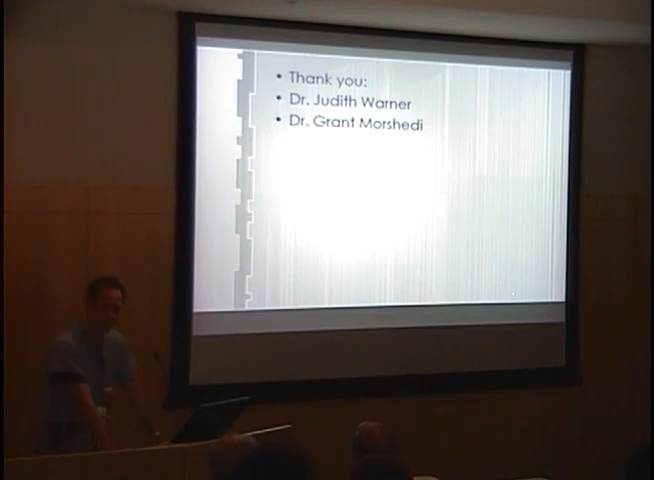 • Thank you:
• Dr. Judith Warner
• Dr. Grant Morshedi